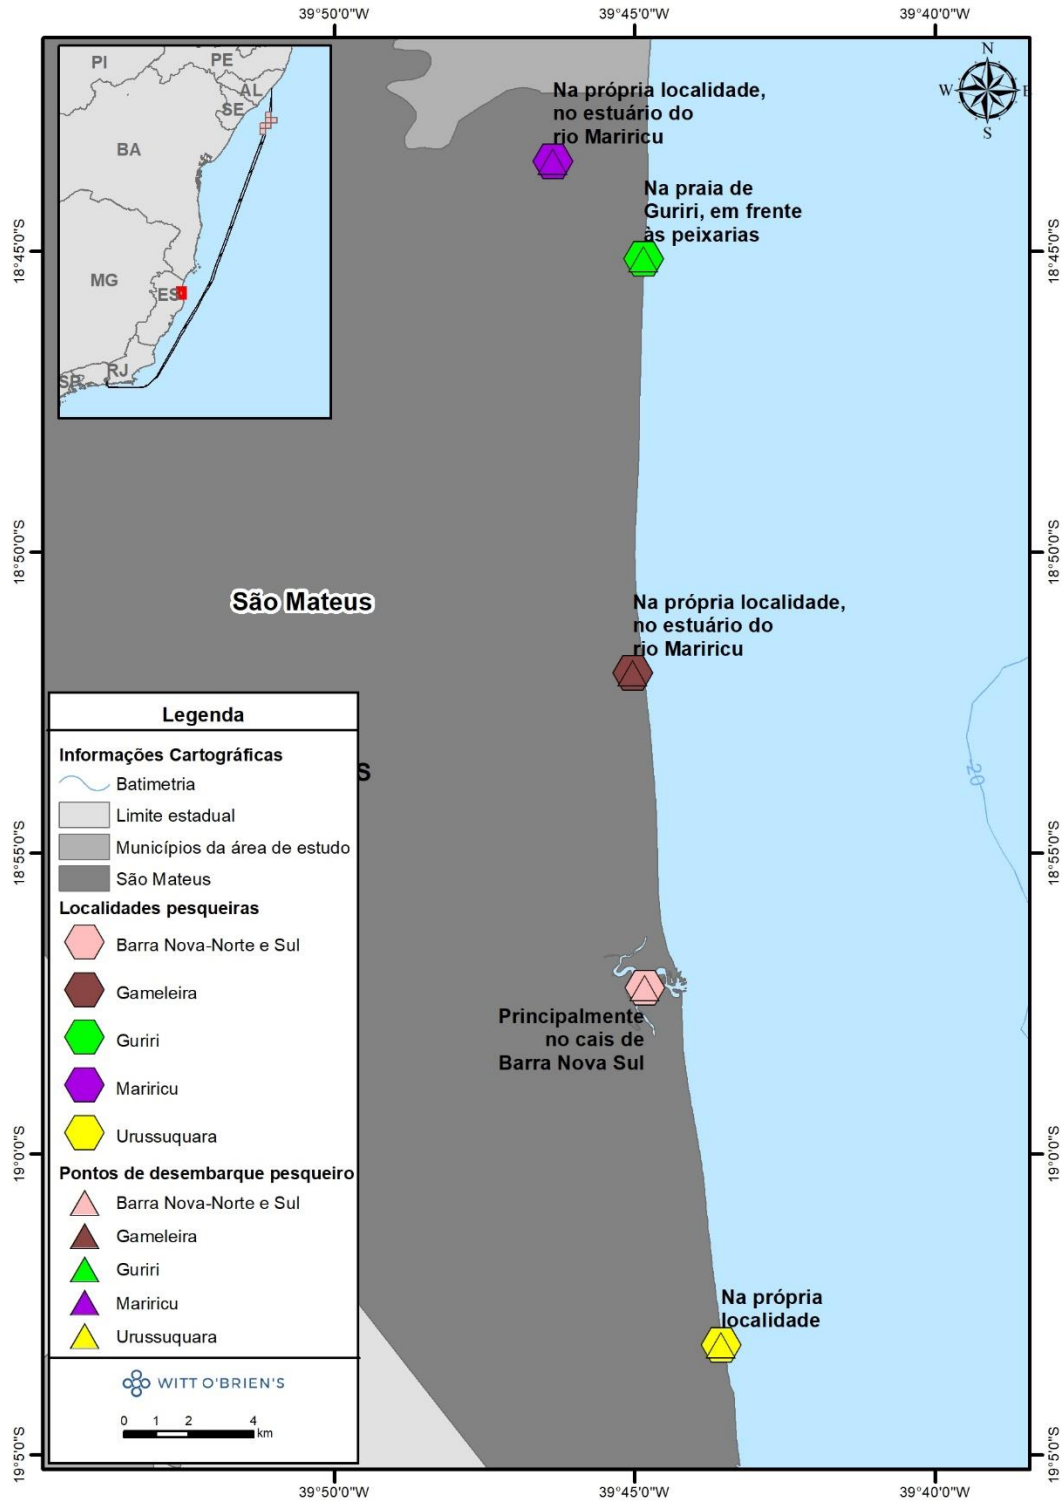 39°50'0"W
39°45'0"W
39°40'0"W
PI
PE
AL
SE
BA
MG
ES
RJ
SP
N
W
E
S
Na própria localidade,
no estuário do
rio Mariricu
Na praia de
Guriri, em frente
às peixarias
18°45'0"S
18°45'0"S
18°50'0"S
18°50'0"S
São Mateus
Na própria localidade,
no estuário do
rio Mariricu
-20
S
18°55'0"S
18°55'0"S
Principalmente
no cais de
Barra Nova Sul
19°0'0"S
19°0'0"S
Na própria
localidade
19°5'0"S
19°5'0"S
Legenda
Informações Cartográficas
Batimetria
Limite estadual
Municípios da área de estudo
São Mateus
Localidades pesqueiras
Barra Nova-Norte e Sul
Gameleira
Guriri
Mariricu
Urussuquara
Pontos de desembarque pesqueiro
Barra Nova-Norte e Sul
Gameleira
Guriri
Mariricu
Urussuquara
WITT O'BRIEN'S
0 1 2 4
km
39°50'0"W
39°45'0"W
39°40'0"W